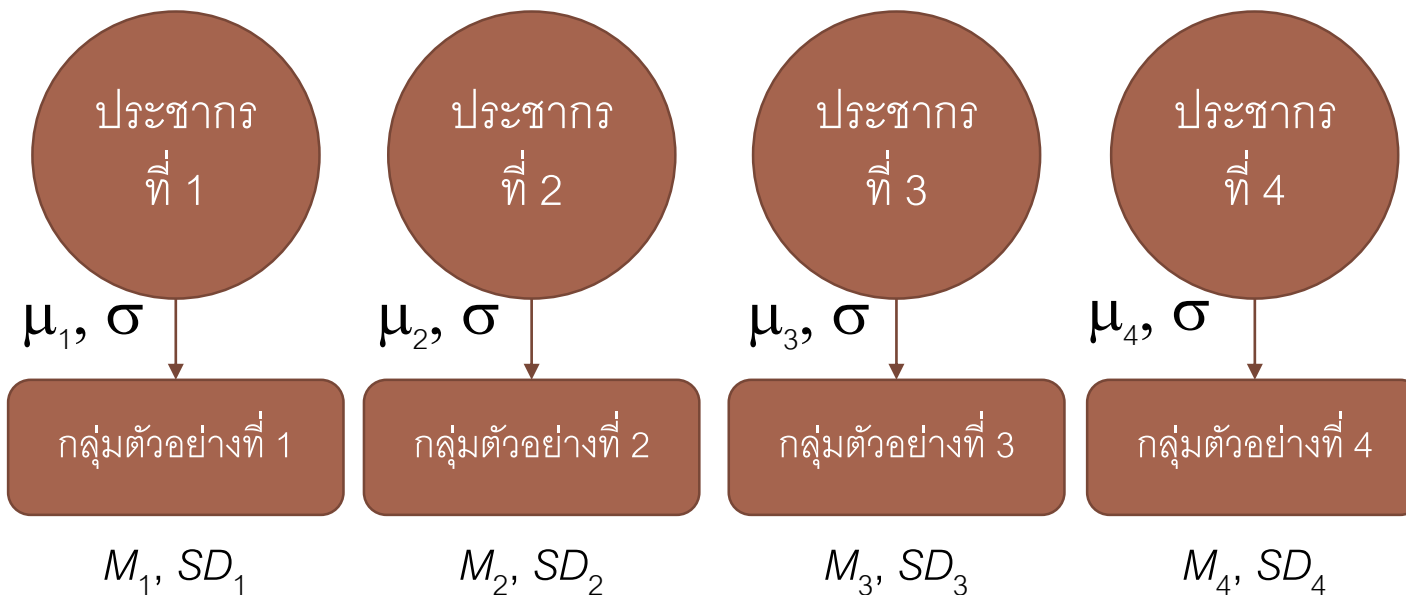 ประชากร
ที่ 1
ประชากร
ที่ 2
ประชากร
ที่ 3
ประชากร
ที่ 4
μ₁, σ
μ₂, σ
μ₃, σ
μ₄, σ
กลุ่มตัวอย่างที่ 1
กลุ่มตัวอย่างที่ 2
กลุ่มตัวอย่างที่ 3
กลุ่มตัวอย่างที่ 4
M₁, SD₁
M₂, SD₂
M₃, SD₃
M₄, SD₄